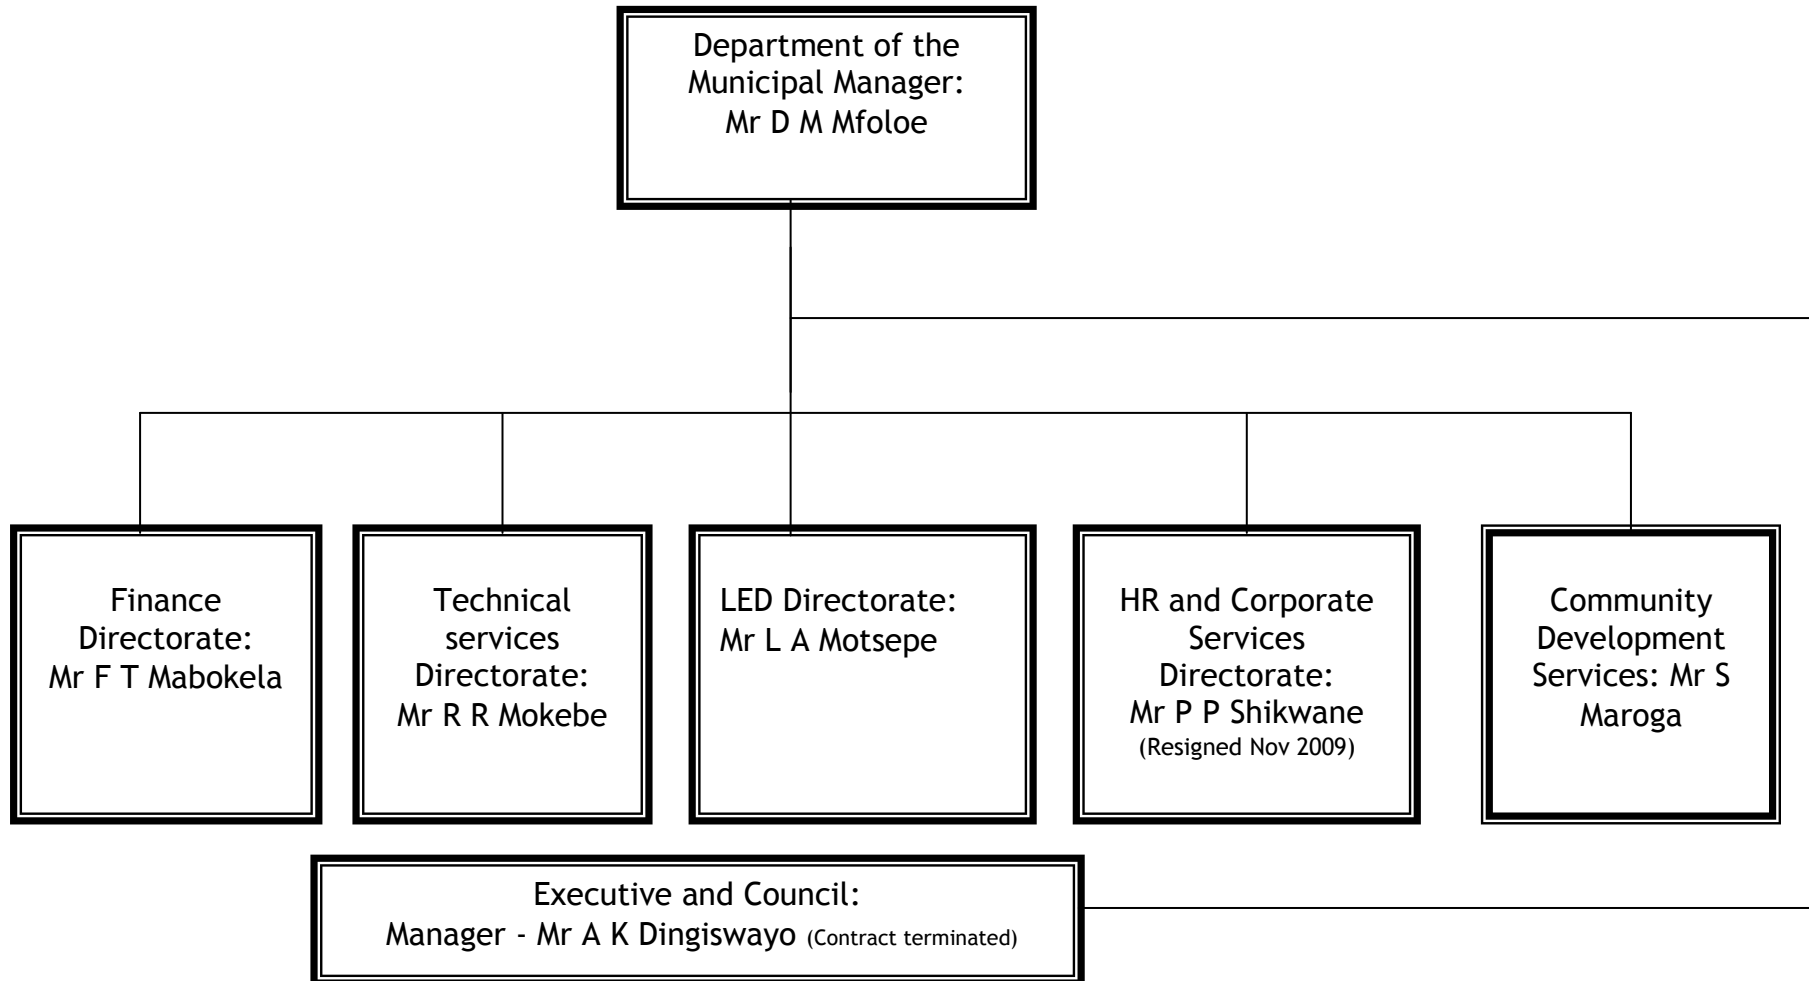 Department of the
Municipal Manager:
Mr D M Mfoloe
Finance
Directorate:
Mr F T Mabokela
Technical
services
Directorate:
Mr R R Mokebe
LED Directorate:
Mr L A Motsepe
HR and Corporate
Services
Directorate:
Mr P P Shikwane
(Resigned Nov 2009)
Community
Development
Services: Mr S
Maroga
Executive and Council:
Manager - Mr A K Dingiswayo (Contract terminated)